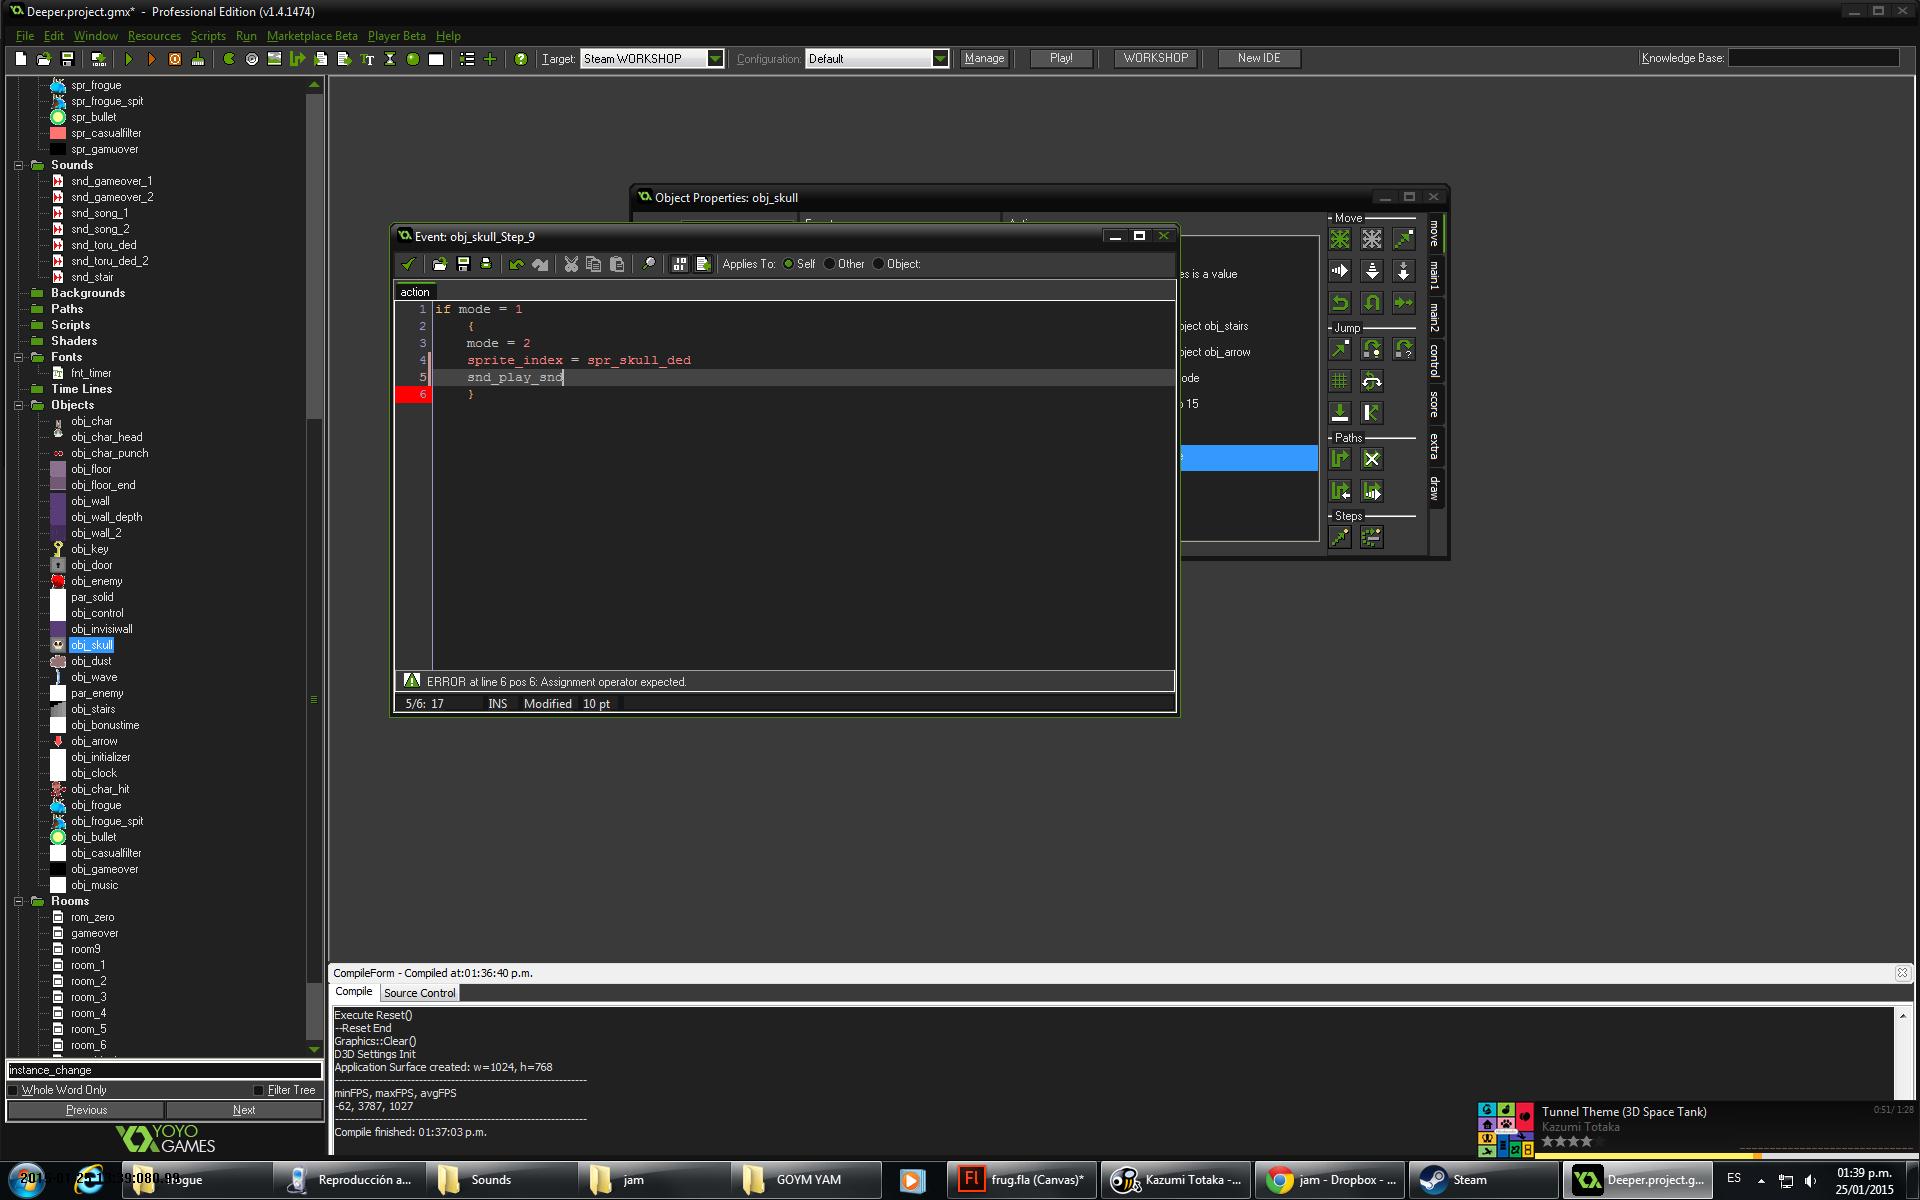 Deeper.project.gmx* - Professional Edition (v1.4.1474)
File Edit Window Resources Scripts Run Marketplace Beta Player Beta Help
Target: Steam WORKSHOP Configuration: Default Manage Play! WORKSHOP New IDE Knowledge Base:
spr_frogue
spr_frogue_spit
spr_bullet
spr_casualfilter
spr_gamuover
Sounds
snd_gameover_1
snd_gameover_2
snd_song_1
snd_song_2
snd_toru_ded
snd_toru_ded_2
snd_stair
Backgrounds
Paths
Scripts
Shaders
Fonts
fnt_timer
Time Lines
Objects
obj_char
obj_char_head
obj_char_punch
obj_floor
obj_floor_end
obj_wall
obj_wall_depth
obj_wall_2
obj_key
obj_door
obj_enemy
par_solid
obj_control
obj_invisiwall
obj_skull
obj_dust
obj_wave
par_enemy
obj_stairs
obj_bonustime
obj_arrow
obj_initializer
obj_clock
obj_char_hit
obj_frogue
obj_frogue_spit
obj_bullet
obj_casualfilter
obj_gameover
obj_music
Rooms
rom_zero
gameover
room9
room_1
room_2
room_3
room_4
room_5
room_6
instance_change
Whole Word Only Filter Tree
Previous Next
YOYO
GAMES
Object Properties: obj_skull
es is a value
oject obj_stairs
oject obj_arrow
ode
15
Move
Jump
Paths
Steps
move
main1
main2
control
score
extra
draw
Event: obj_skull_Step_9
Applies To: Self Other Object:
action
1 if mode = 1
2 {
3 mode = 2
4 sprite_index = spr_skull_ded
5 snd_play_snd
6 }
ERROR at line 6 pos 6: Assignment operator expected.
5/6: 17 INS Modified 10 pt
CompileForm - Compiled at:01:36:40 p.m.
Compile Source Control
Execute Reset()
--Reset End
Graphics::Clear()
D3D Settings Init
Application Surface created: w=1024, h=768
minFPS, maxFPS, avgFPS
-62, 3787, 1027
Compile finished: 01:37:03 p.m.
Tunnel Theme (3D Space Tank) 0:51/ 1:28
Kazumi Totaka
Reproducción a... Sounds jam GOYM YAM frug.fla (Canvas)* Kazumi Totaka -... jam - Dropbox - ... Steam Deeper.project.g... ES
01:39 p.m.
25/01/2015